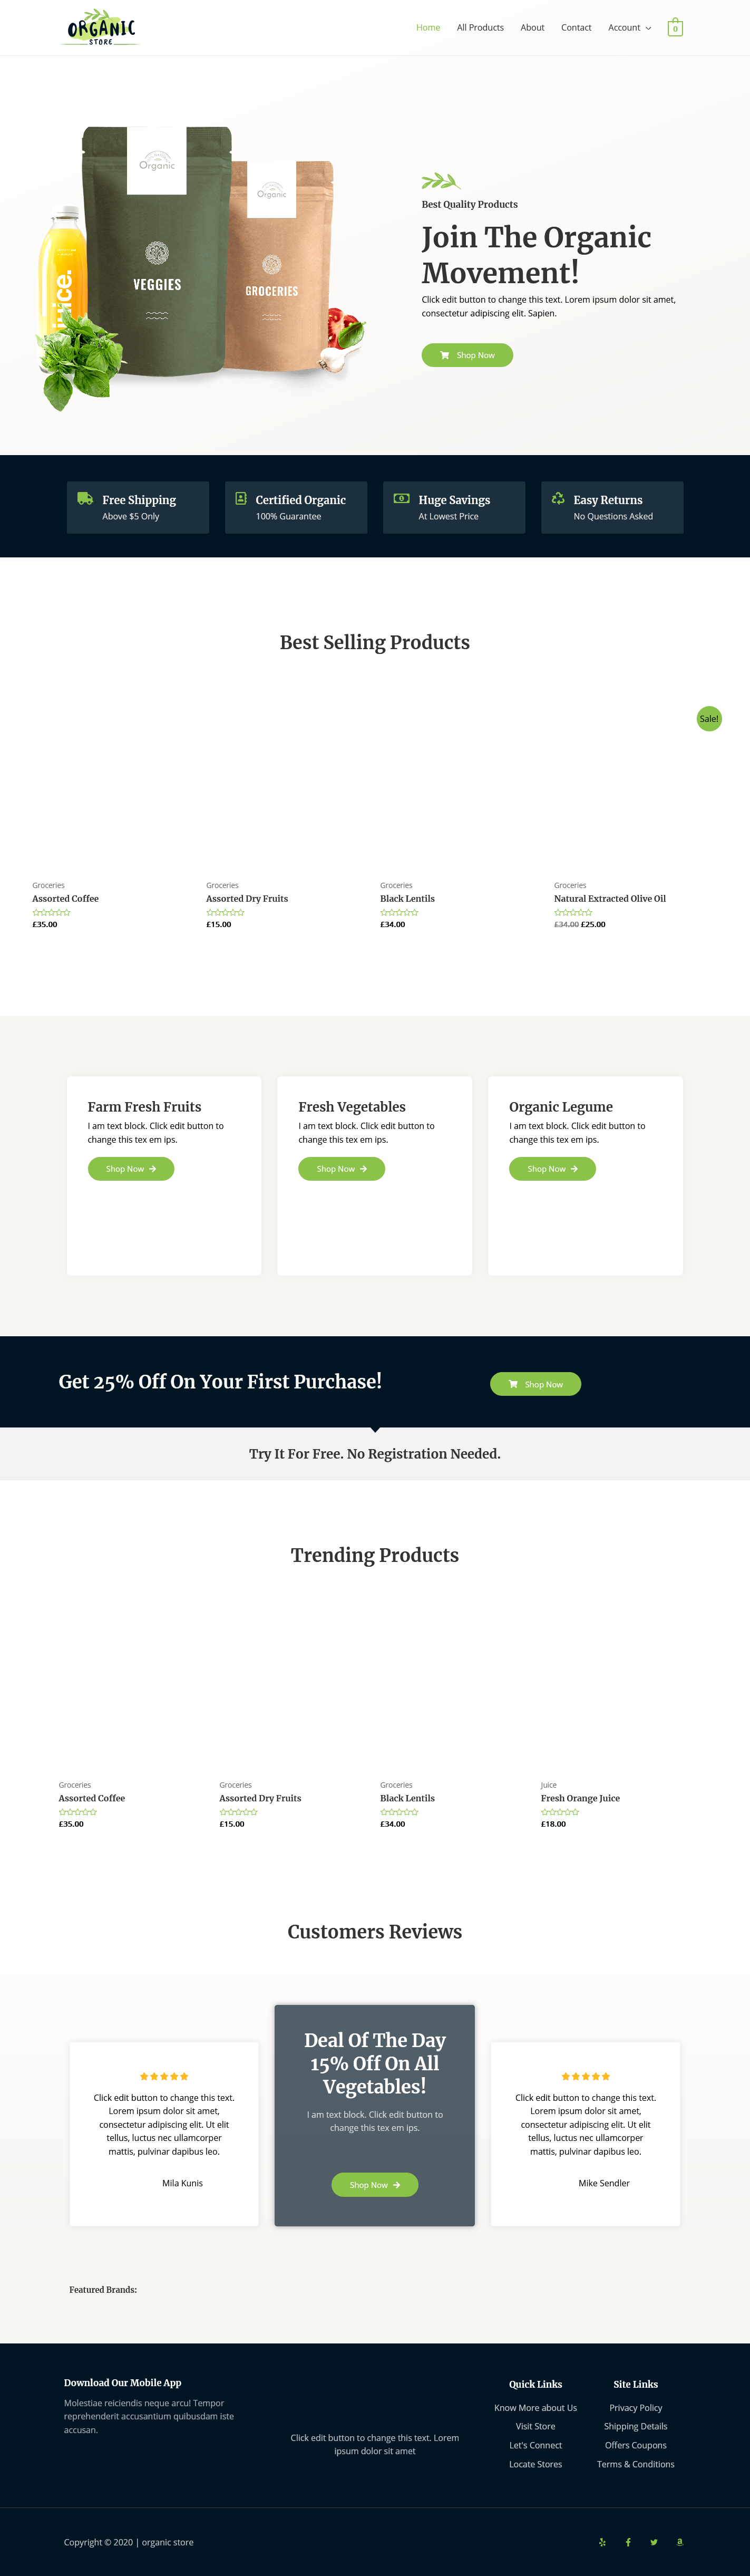 ORGANIC
STORE
Home
All Products
About
Contact
Account
0
Organic
Organic
VEGGIES
GROCERIES
juice.
Best Quality Products
Join The Organic
Movement!
Click edit button to change this text. Lorem ipsum dolor sit amet,
consectetur adipiscing elit. Sapien.
Shop Now
Free Shipping
Above $5 Only
Certified Organic
100% Guarantee
Huge Savings
At Lowest Price
Easy Returns
No Questions Asked
Best Selling Products
Sale!
Groceries
Assorted Coffee
£35.00
Groceries
Assorted Dry Fruits
£15.00
Groceries
Black Lentils
£34.00
Groceries
Natural Extracted Olive Oil
£34.00 £25.00
Farm Fresh Fruits
I am text block. Click edit button to
change this tex em ips.
Shop Now
Fresh Vegetables
I am text block. Click edit button to
change this tex em ips.
Shop Now
Organic Legume
I am text block. Click edit button to
change this tex em ips.
Shop Now
Get 25% Off On Your First Purchase!
Shop Now
Try It For Free. No Registration Needed.
Trending Products
Groceries
Assorted Coffee
£35.00
Groceries
Assorted Dry Fruits
£15.00
Groceries
Black Lentils
£34.00
Juice
Fresh Orange Juice
£18.00
Customers Reviews
Click edit button to change this text.
Lorem ipsum dolor sit amet,
consectetur adipiscing elit. Ut elit
tellus, luctus nec ullamcorper
mattis, pulvinar dapibus leo.
Mila Kunis
Deal Of The Day
15% Off On All
Vegetables!
I am text block. Click edit button to
change this tex em ips.
Shop Now
Click edit button to change this text.
Lorem ipsum dolor sit amet,
consectetur adipiscing elit. Ut elit
tellus, luctus nec ullamcorper
mattis, pulvinar dapibus leo.
Mike Sendler
Featured Brands:
Download Our Mobile App
Molestiae reiciendis neque arcu! Tempor
reprehenderit accusantium quibusdam iste
accusan.
Click edit button to change this text. Lorem
ipsum dolor sit amet
Quick Links
Know More about Us
Visit Store
Let's Connect
Locate Stores
Site Links
Privacy Policy
Shipping Details
Offers Coupons
Terms & Conditions
Copyright © 2020 | organic store